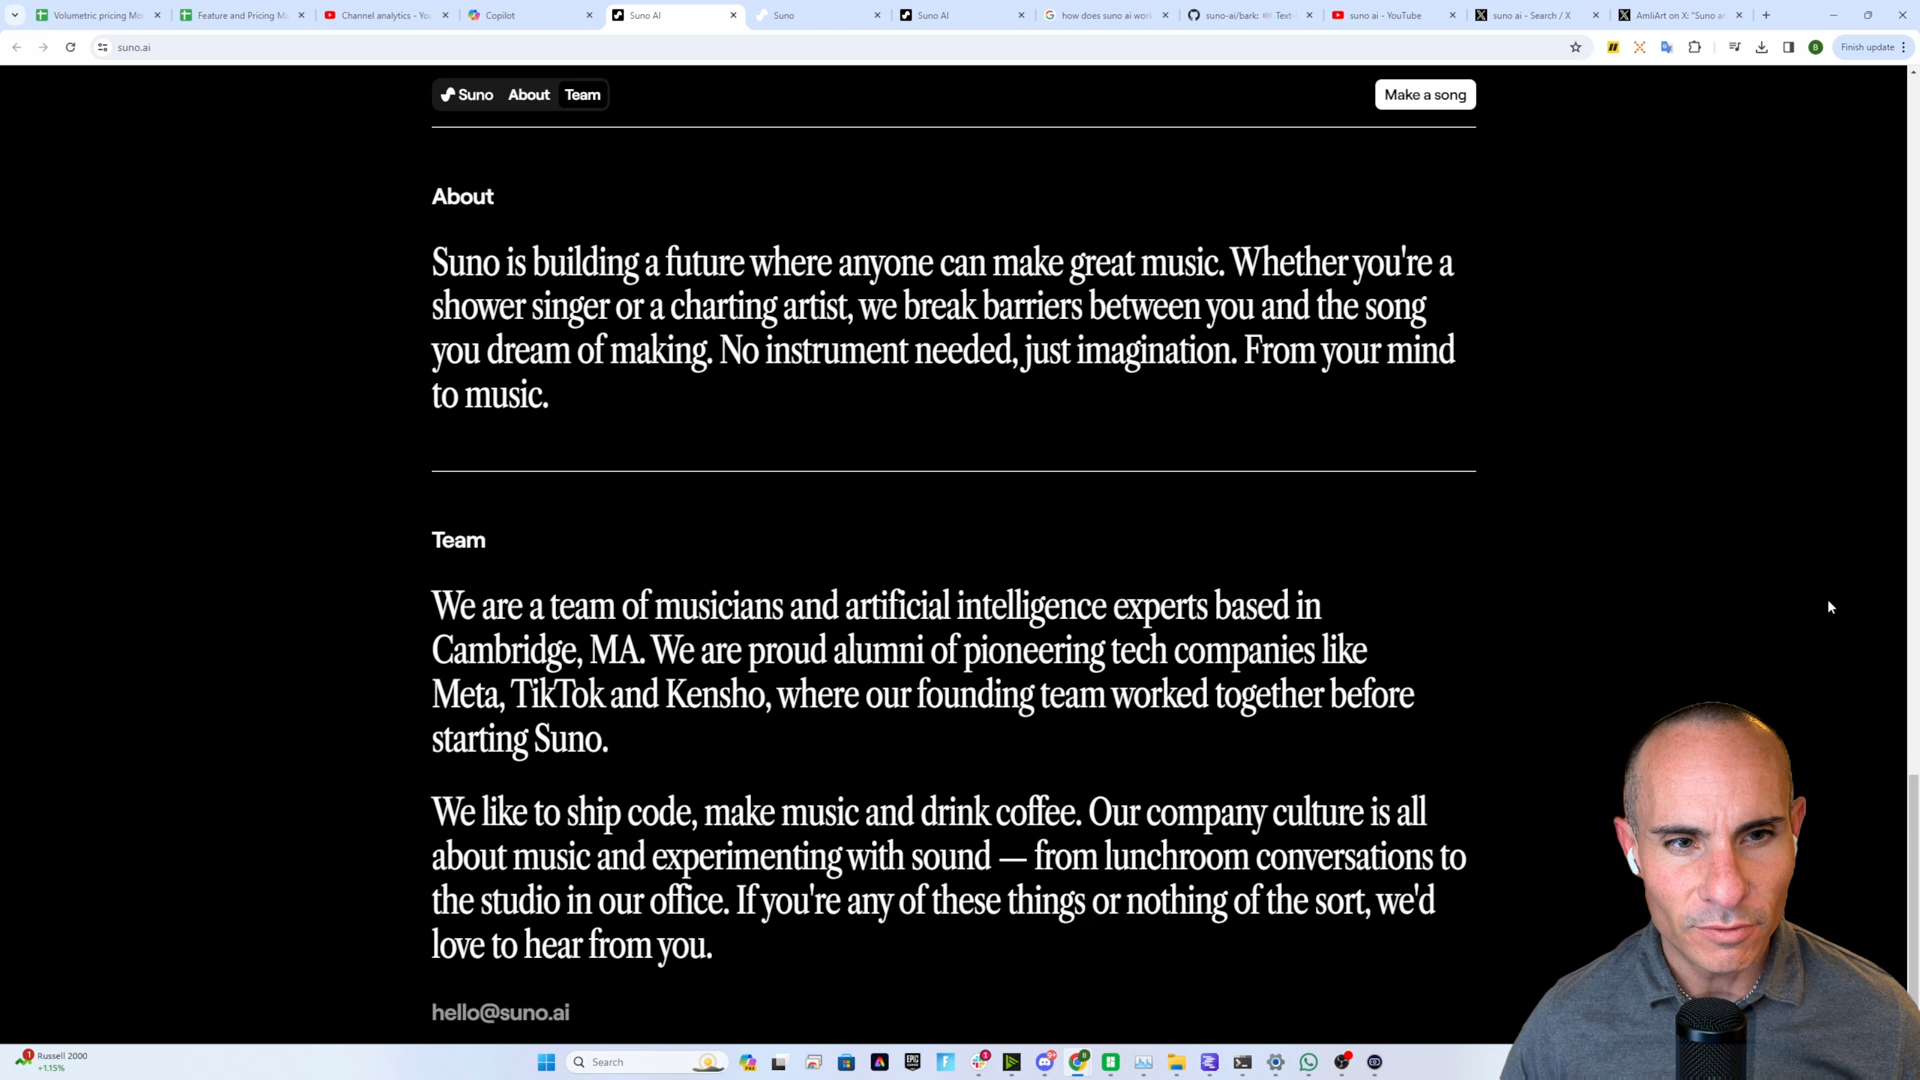 Volumetric pricing Mo
Feature and Pricing M
Channel analytics - Yo
Copilot
Suno AI
Suno
Suno AI
how does suno ai wor
suno-ai/bark: Text-
suno ai - YouTube
suno ai - Search / X
AmliArt on X: "Suno a
suno.ai
B
Finish update
Suno About Team
Make a song
About
Suno is building a future where anyone can make great music. Whether you're a
shower singer or a charting artist, we break barriers between you and the song
you dream of making. No instrument needed, just imagination. From your mind
to music.
Team
We are a team of musicians and artificial intelligence experts based in
Cambridge, MA. We are proud alumni of pioneering tech companies like
Meta, TikTok and Kensho, where our founding team worked together before
starting Suno.
We like to ship code, make music and drink coffee. Our company culture is all
about music and experimenting with sound — from lunchroom conversations to
the studio in our office. If you're any of these things or nothing of the sort, we'd
love to hear from you.
hello@suno.ai
1
Russell 2000
+1.15%
Search